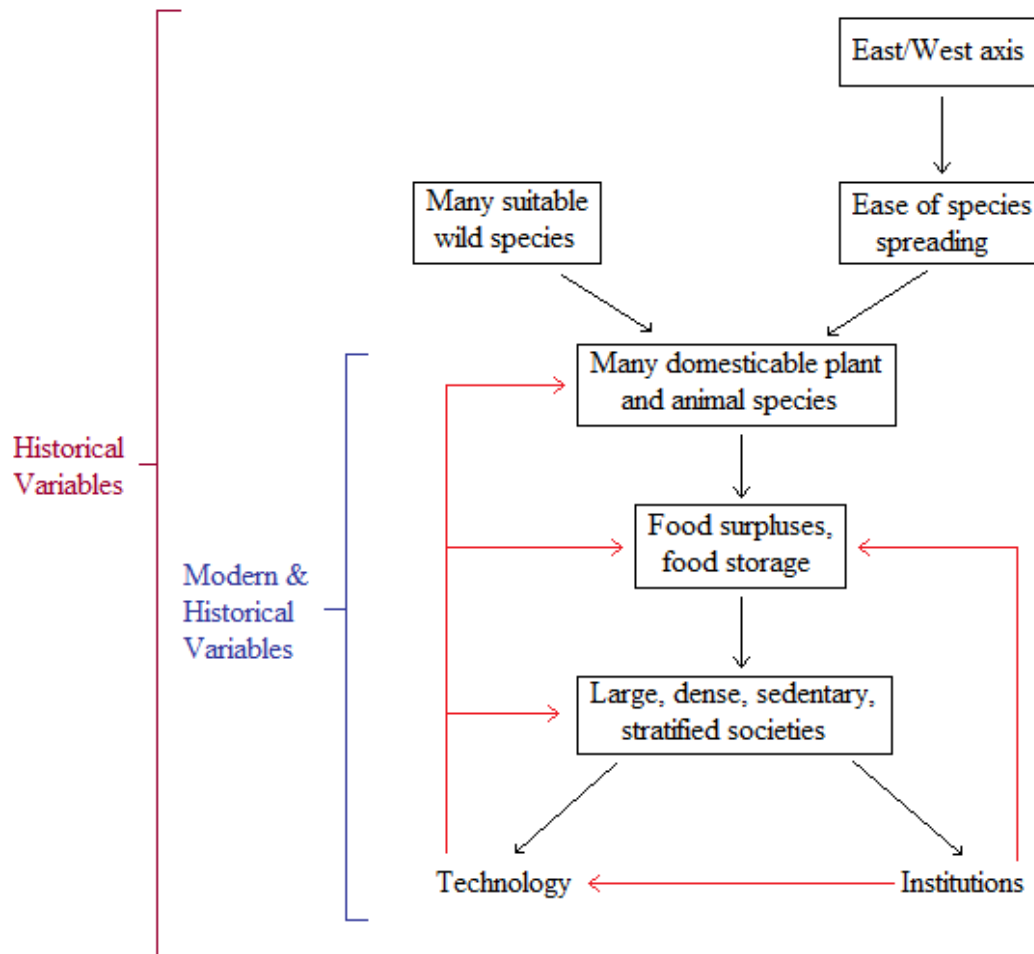 East/West axis
Many suitable
wild species
Ease of species
spreading
Many domesticable plant
and animal species
Historical
Variables
Food surpluses,
food storage
Modern &
Historical
Variables
Large, dense, sedentary,
stratified societies
Technology
Institutions